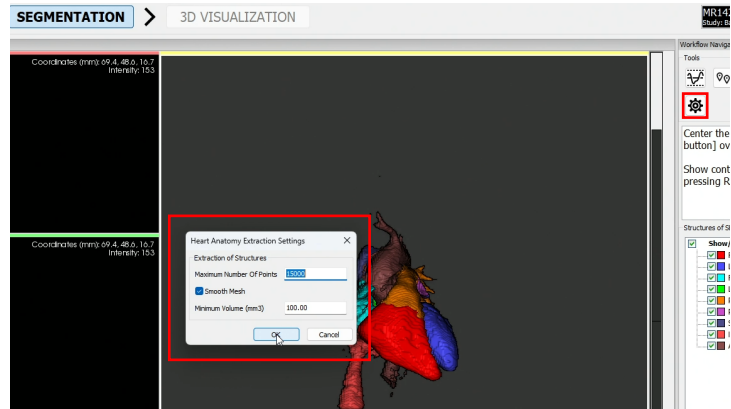 SEGMENTATION
3D VISUALIZATION
MR142
Study: Ba
Workflow Naviga
Coordinates (mm): 69.4, 48.6, 16.7
Intensity: 153
Tools
Center the
button] ov
Show cont
pressing R
Structures of S
Show/
Coordinates (mm): 69.4, 48.6, 16.7
Intensity: 153
Heart Anatomy Extraction Settings
Extraction of Structures
Maximum Number Of Points 15000
Smooth Mesh
Minimum Volume (mm3) 100.00
OK Cancel